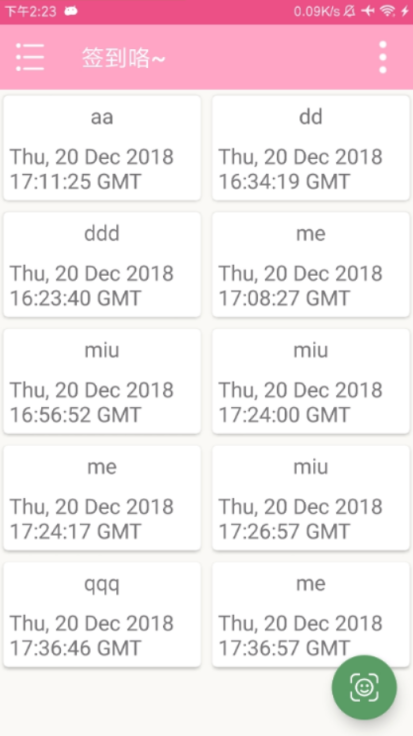 下午2:23 0.09K/s
签到咯~
aa
Thu, 20 Dec 2018
17:11:25 GMT
dd
Thu, 20 Dec 2018
16:34:19 GMT
ddd
Thu, 20 Dec 2018
16:23:40 GMT
me
Thu, 20 Dec 2018
17:08:27 GMT
miu
Thu, 20 Dec 2018
16:56:52 GMT
miu
Thu, 20 Dec 2018
17:24:00 GMT
me
Thu, 20 Dec 2018
17:24:17 GMT
miu
Thu, 20 Dec 2018
17:26:57 GMT
qqq
Thu, 20 Dec 2018
17:36:46 GMT
me
Thu, 20 Dec 2018
17:36:57 GMT